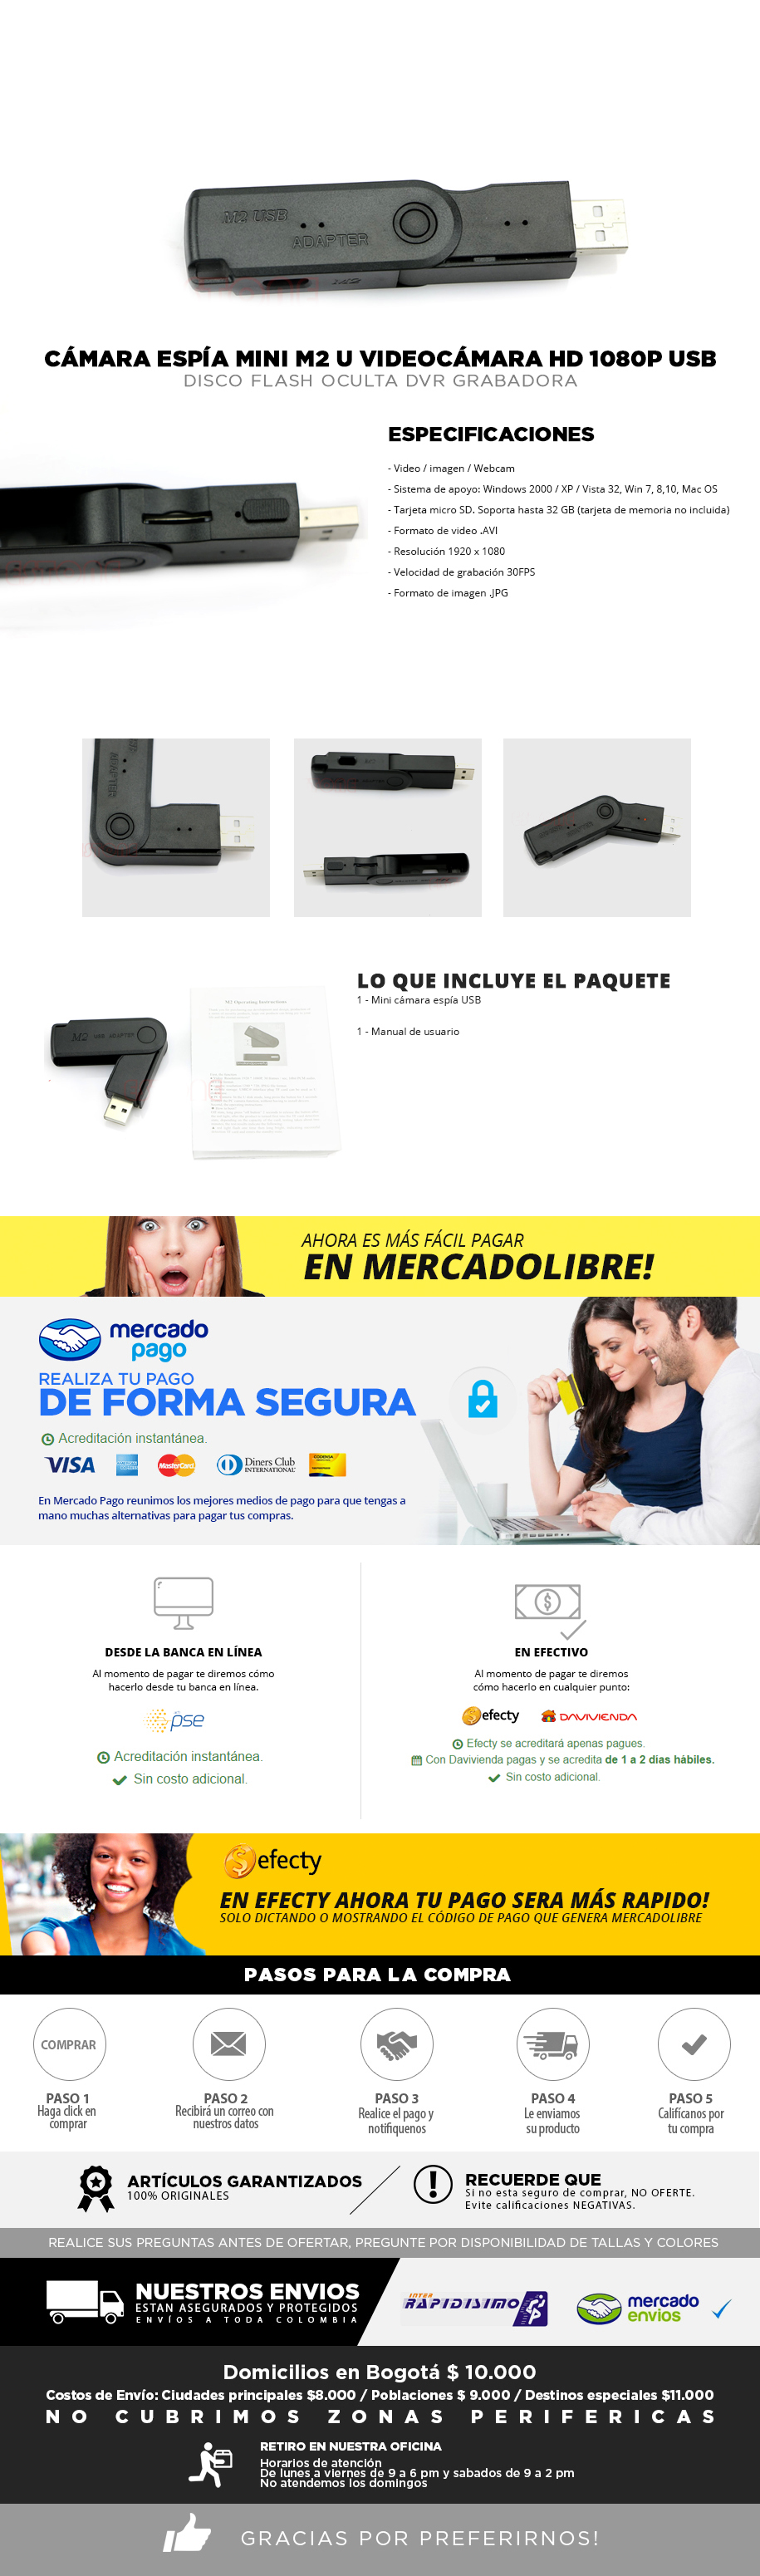 M2 USB
ADAPTER
M2
CÁMARA ESPÍA MINI M2 U VIDEOCÁMARA HD 1080P USB
DISCO FLASH OCULTA DVR GRABADORA
ESPECIFICACIONES
- Video / imagen / Webcam
- Sistema de apoyo: Windows 2000 / XP / Vista 32, Win 7, 8,10, Mac OS
- Tarjeta micro SD. Soporta hasta 32 GB (tarjeta de memoria no incluida)
- Formato de video .AVI
- Resolución 1920 x 1080
- Velocidad de grabación 30FPS
- Formato de imagen .JPG
ADAPTER
M2
LO QUE INCLUYE EL PAQUETE
1 - Mini cámara espía USB
1 - Manual de usuario
M2 USB ADAPTER
M2 Operating Instructions
AHORA ES MÁS FÁCIL PAGAR
EN MERCADOLIBRE!
mercado
pago
REALIZA TU PAGO
DE FORMA SEGURA
Acreditación instantánea.
VISA
MasterCard
Diners Club
INTERNATIONAL
En Mercado Pago reunimos los mejores medios de pago para que tengas a
mano muchas alternativas para pagar tus compras.
DESDE LA BANCA EN LÍNEA
Al momento de pagar te diremos cómo
hacerlo desde tu banca en línea.
pse
Acreditación instantánea.
Sin costo adicional.
EN EFECTIVO
Al momento de pagar te diremos
cómo hacerlo en cualquier punto:
efecty
DAVIVIENDA
Efecty se acreditará apenas pagues.
Con Davivienda pagas y se acredita de 1 a 2 días hábiles.
Sin costo adicional.
efecty
EN EFECTY AHORA TU PAGO SERA MÁS RAPIDO!
SOLO DICTANDO O MOSTRANDO EL CÓDIGO DE PAGO QUE GENERA MERCADOLIBRE
PASOS PARA LA COMPRA
COMPRAR
PASO 1
Haga click en
comprar
PASO 2
Recibirá un correo con
nuestros datos
PASO 3
Realice el pago y
notifiquenos
PASO 4
Le enviamos
su producto
PASO 5
Califícanos por
tu compra
ARTÍCULOS GARANTIZADOS
100% ORIGINALES
RECUERDE QUE
Si no esta seguro de comprar, NO OFERTE.
Evite calificaciones NEGATIVAS.
REALICE SUS PREGUNTAS ANTES DE OFERTAR, PREGUNTE POR DISPONIBILIDAD DE TALLAS Y COLORES
NUESTROS ENVIOS
ESTAN ASEGURADOS Y PROTEGIDOS
ENVÍOS A TODA COLOMBIA
INTER
RAPIDISIMO
mercado
envios
Domicilios en Bogotá $ 10.000
Costos de Envío: Ciudades principales $8.000 / Poblaciones $ 9.000 / Destinos especiales $11.000
NO CUBRIMOS ZONAS PERIFERICAS
RETIRO EN NUESTRA OFICINA
Horarios de atención
De lunes a viernes de 9 a 6 pm y sabados de 9 a 2 pm
No atendemos los domingos
GRACIAS POR PREFERIRNOS!